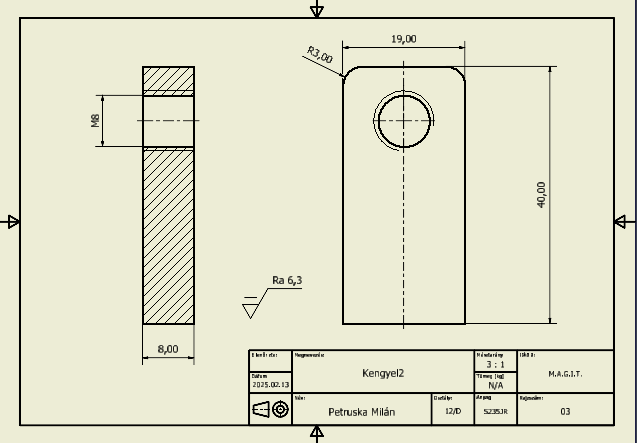 19,00
R3,00
M8
40,00
Ra 6,3
8,00
Megnevezés:
Kengyel2
Méretarány
3 : 1
Tömeg [kg]
N/A
Iskola:
M.A.G.I.T.
Dátum
2025.02.13
Név:
Petruska Milán
Osztály:
12/D
Anyag
S235JR
Rajzszám:
03